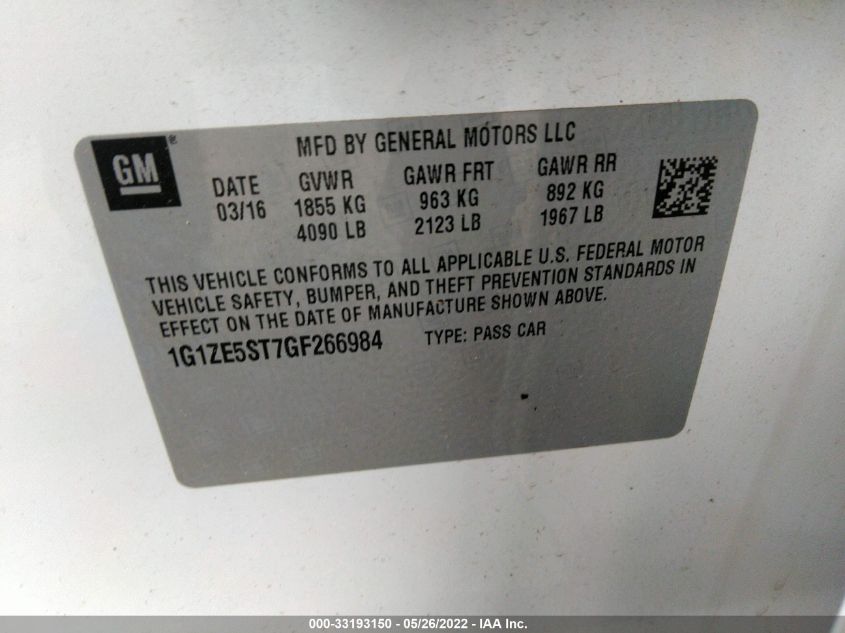 GM®
MFD BY GENERAL MOTORS LLC
DATE GVWR GAWR FRT GAWR RR
03/16 1855 KG 963 KG 892 KG
4090 LB 2123 LB 1967 LB
THIS VEHICLE CONFORMS TO ALL APPLICABLE U.S. FEDERAL MOTOR
VEHICLE SAFETY, BUMPER, AND THEFT PREVENTION STANDARDS IN
EFFECT ON THE DATE OF MANUFACTURE SHOWN ABOVE.
1G1ZE5ST7GF266984 TYPE: PASS CAR
000-33193150 - 05/26/2022 - IAA Inc.